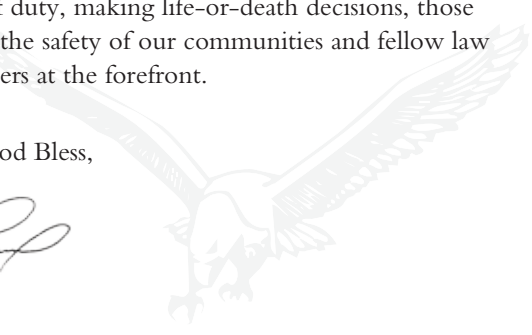 duty, making life-or-death decisions, those
the safety of our communities and fellow law
ers at the forefront.
od Bless,